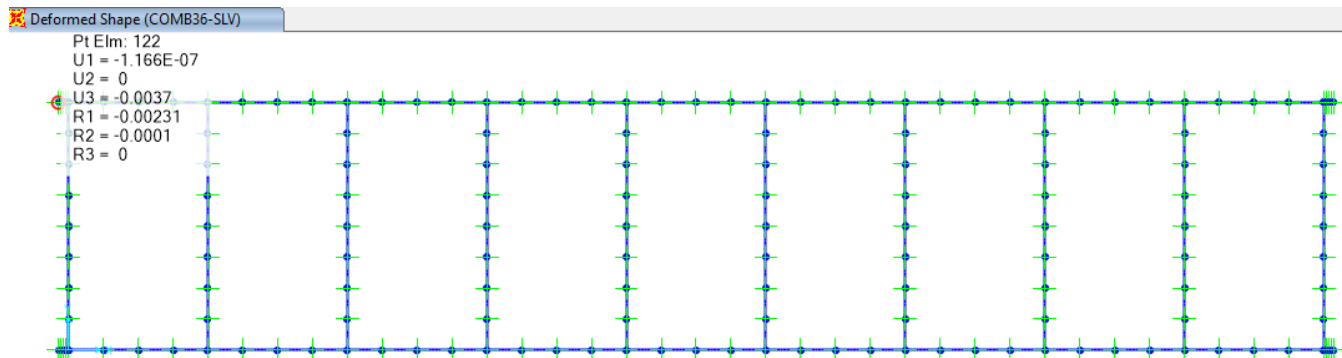 Deformed Shape (COMB36-SLV)
Pt Elm: 122
U1 = -1.166E-07
U2 = 0
U3 = -0.0037
R1 = -0.00231
R2 = -0.0001
R3 = 0